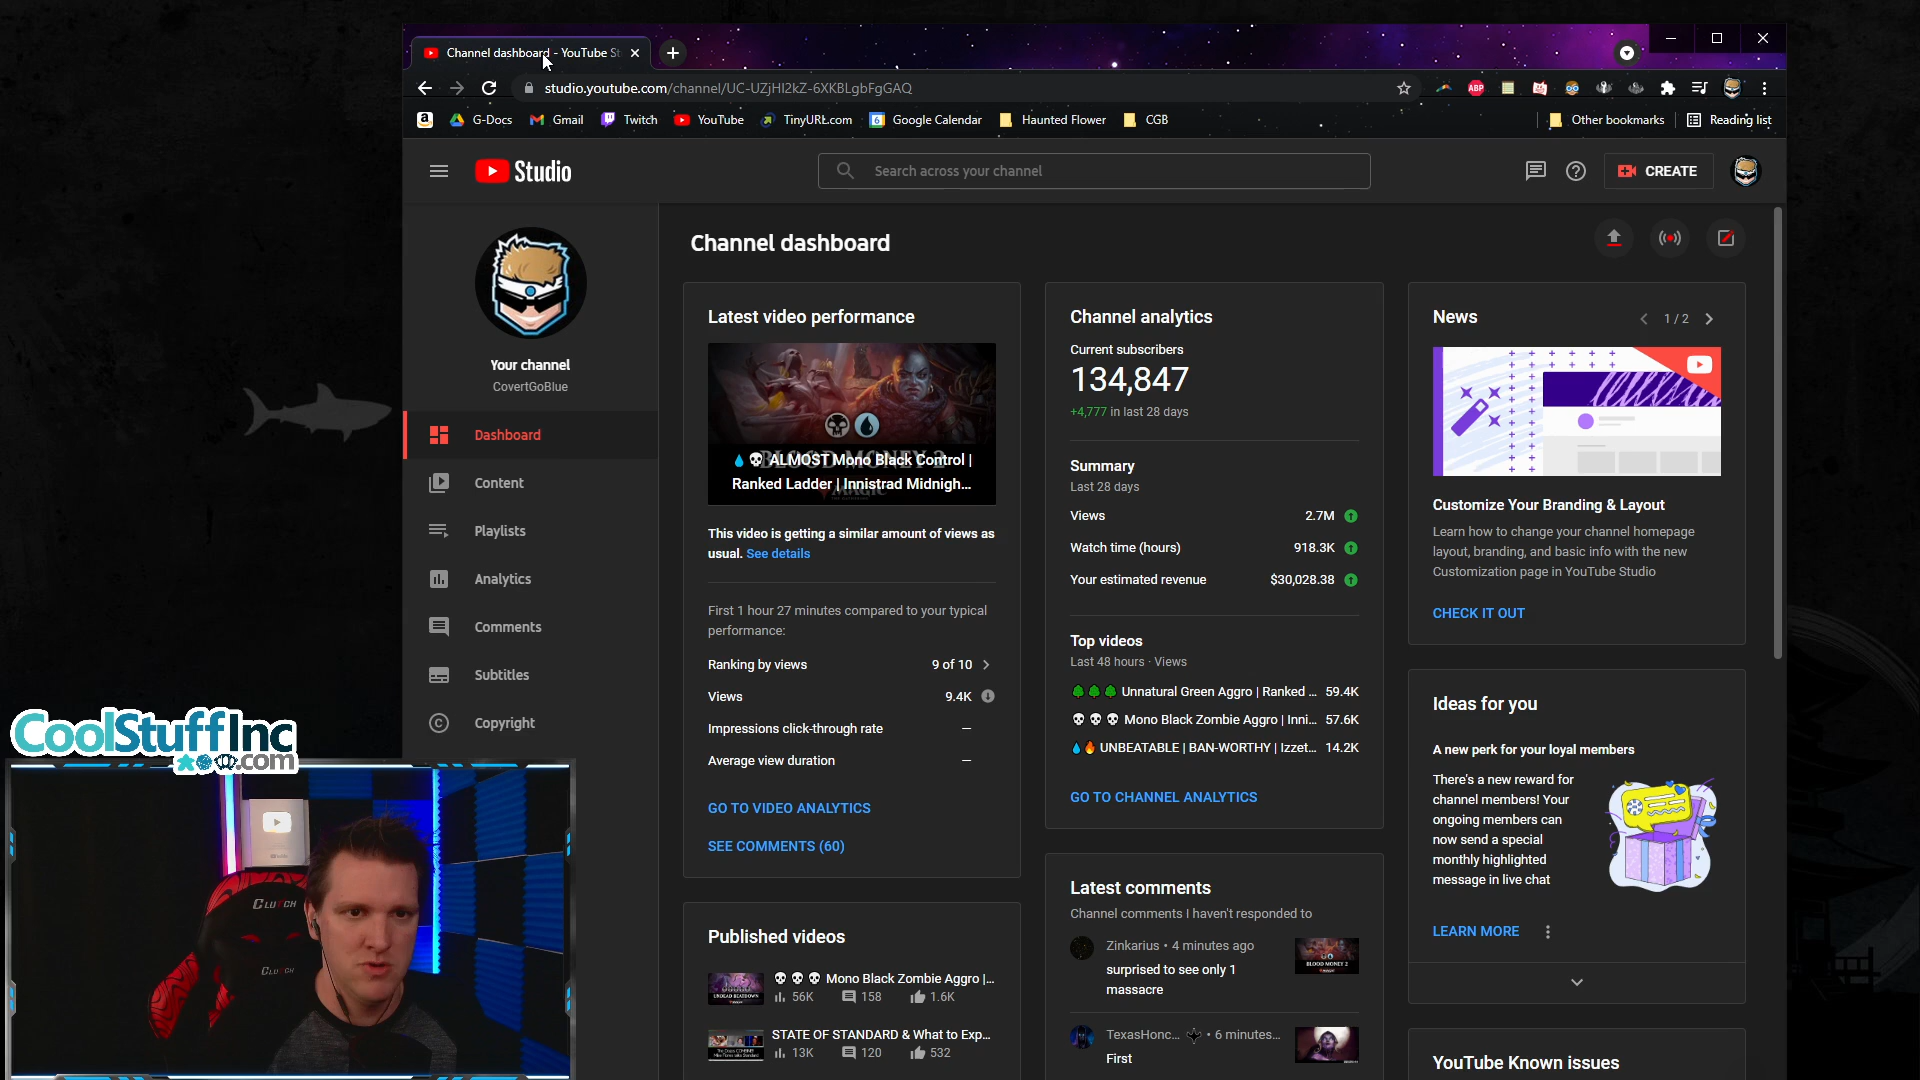 Channel dashboard - YouTube St
studio.youtube.com/channel/UC-UZjHI2kZ-6XKBLgbFgGAQ
ABP
G-Docs
Gmail
Twitch
YouTube
TinyURL.com
6
Google Calendar
Haunted Flower
CGB
Other bookmarks
Reading list
Studio
Search across your channel
CREATE
Your channel
CovertGoBlue
Dashboard
Content
Playlists
Analytics
Comments
Subtitles
Copyright
Channel dashboard
Latest video performance
BLOOD MONEY 2
ALMOST Mono Black Control |
Ranked Ladder | Innistrad Midnigh...
MAGIC
This video is getting a similar amount of views as
usual. See details
First 1 hour 27 minutes compared to your typical
performance:
Ranking by views 9 of 10
Views 9.4K
Impressions click-through rate —
Average view duration —
GO TO VIDEO ANALYTICS
SEE COMMENTS (60)
Published videos
Mono Black Zombie Aggro |...
56K 158 1.6K
STATE OF STANDARD & What to Exp...
13K 120 532
Channel analytics
Current subscribers
134,847
+4,777 in last 28 days
Summary
Last 28 days
Views 2.7M
Watch time (hours) 918.3K
Your estimated revenue $30,028.38
Top videos
Last 48 hours · Views
Unnatural Green Aggro | Ranked ... 59.4K
Mono Black Zombie Aggro | Inni... 57.6K
UNBEATABLE | BAN-WORTHY | Izzet... 14.2K
GO TO CHANNEL ANALYTICS
Latest comments
Channel comments I haven't responded to
Zinkarius • 4 minutes ago
surprised to see only 1
massacre
BLOOD MONEY 2
TexasHonc... • 6 minutes...
First
News
1 / 2
Customize Your Branding & Layout
Learn how to change your channel homepage
layout, branding, and basic info with the new
Customization page in YouTube Studio
CHECK IT OUT
Ideas for you
A new perk for your loyal members
There's a new reward for
channel members! Your
ongoing members can
now send a special
monthly highlighted
message in live chat
LEARN MORE
YouTube Known issues
CoolStuffInc
.com
CLUTCH
CLUTCH